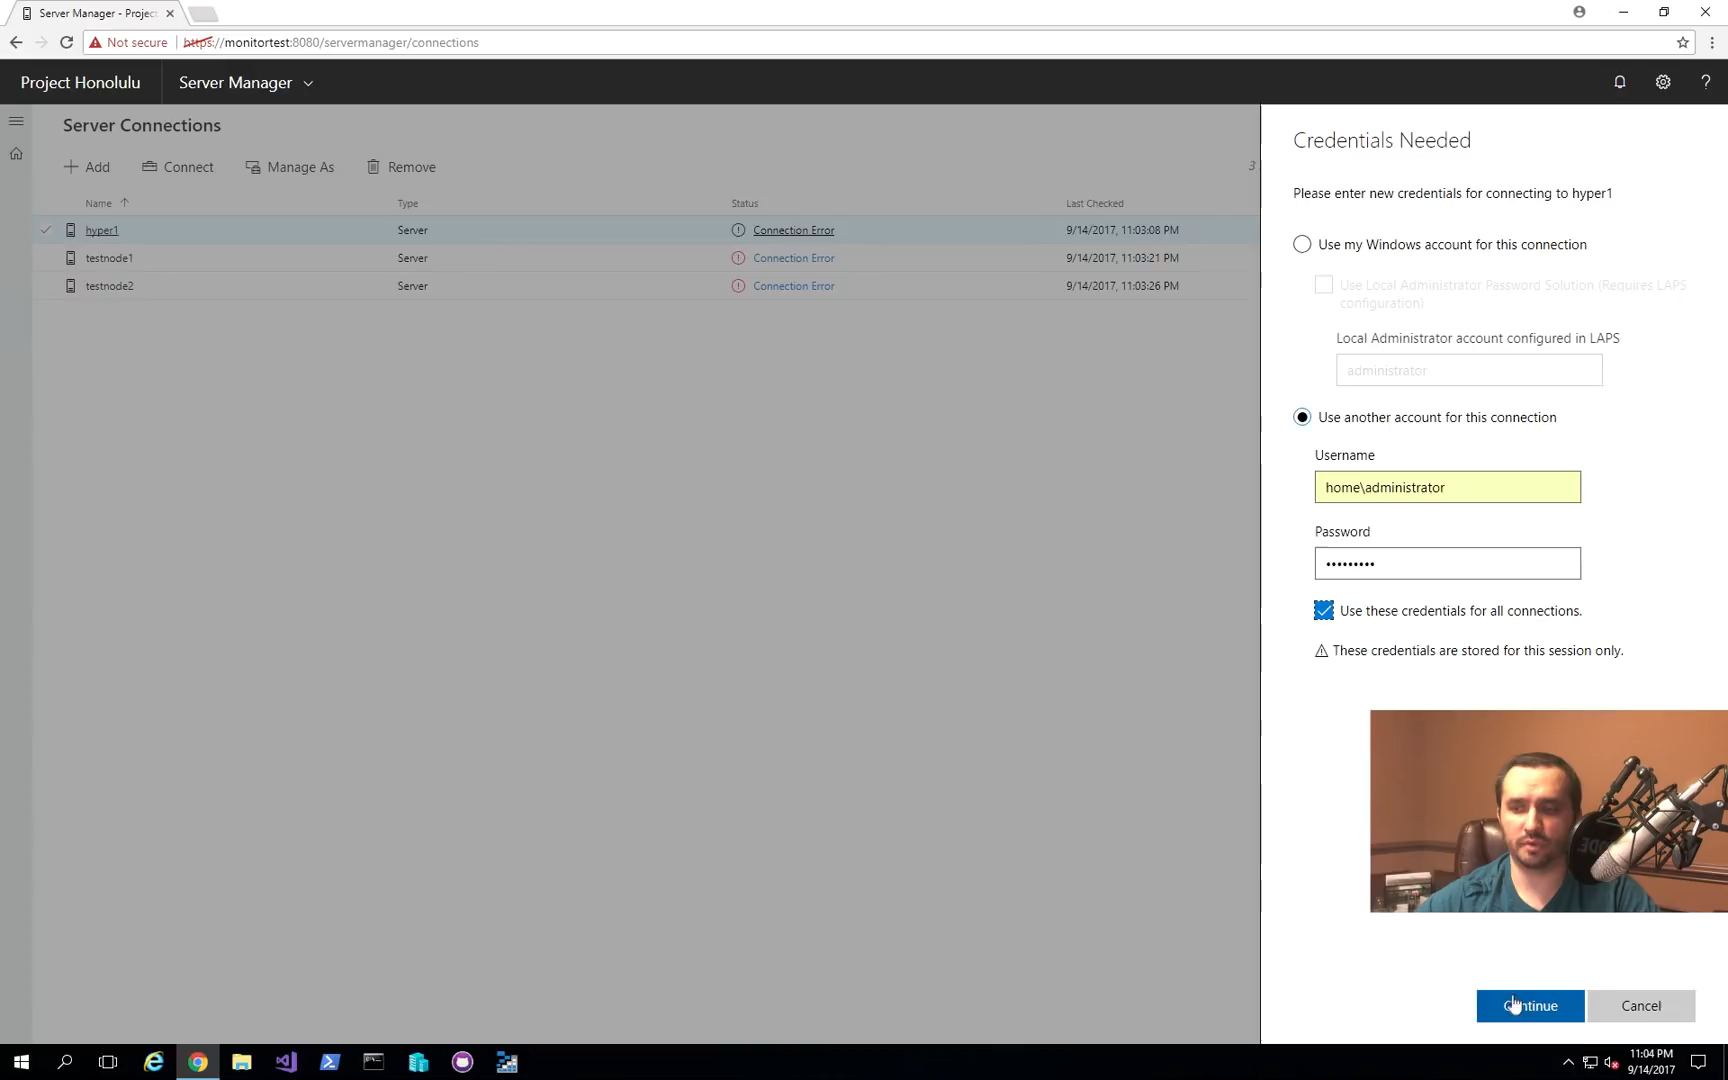 Server Manager - Projec
Not secure https://monitortest:8080/servermanager/connections
Project Honolulu Server Manager
Server Connections
Add Connect Manage As Remove 3
Name Type Status Last Checked
hyper1 Server Connection Error 9/14/2017, 11:03:08 PM
testnode1 Server Connection Error 9/14/2017, 11:03:21 PM
testnode2 Server Connection Error 9/14/2017, 11:03:26 PM
Credentials Needed
Please enter new credentials for connecting to hyper1
Use my Windows account for this connection
Use Local Administrator Password Solution (Requires LAPS
configuration)
Local Administrator account configured in LAPS
administrator
Use another account for this connection
Username
home\administrator
Password
•••••••••
Use these credentials for all connections.
These credentials are stored for this session only.
Continue Cancel
11:04 PM
9/14/2017